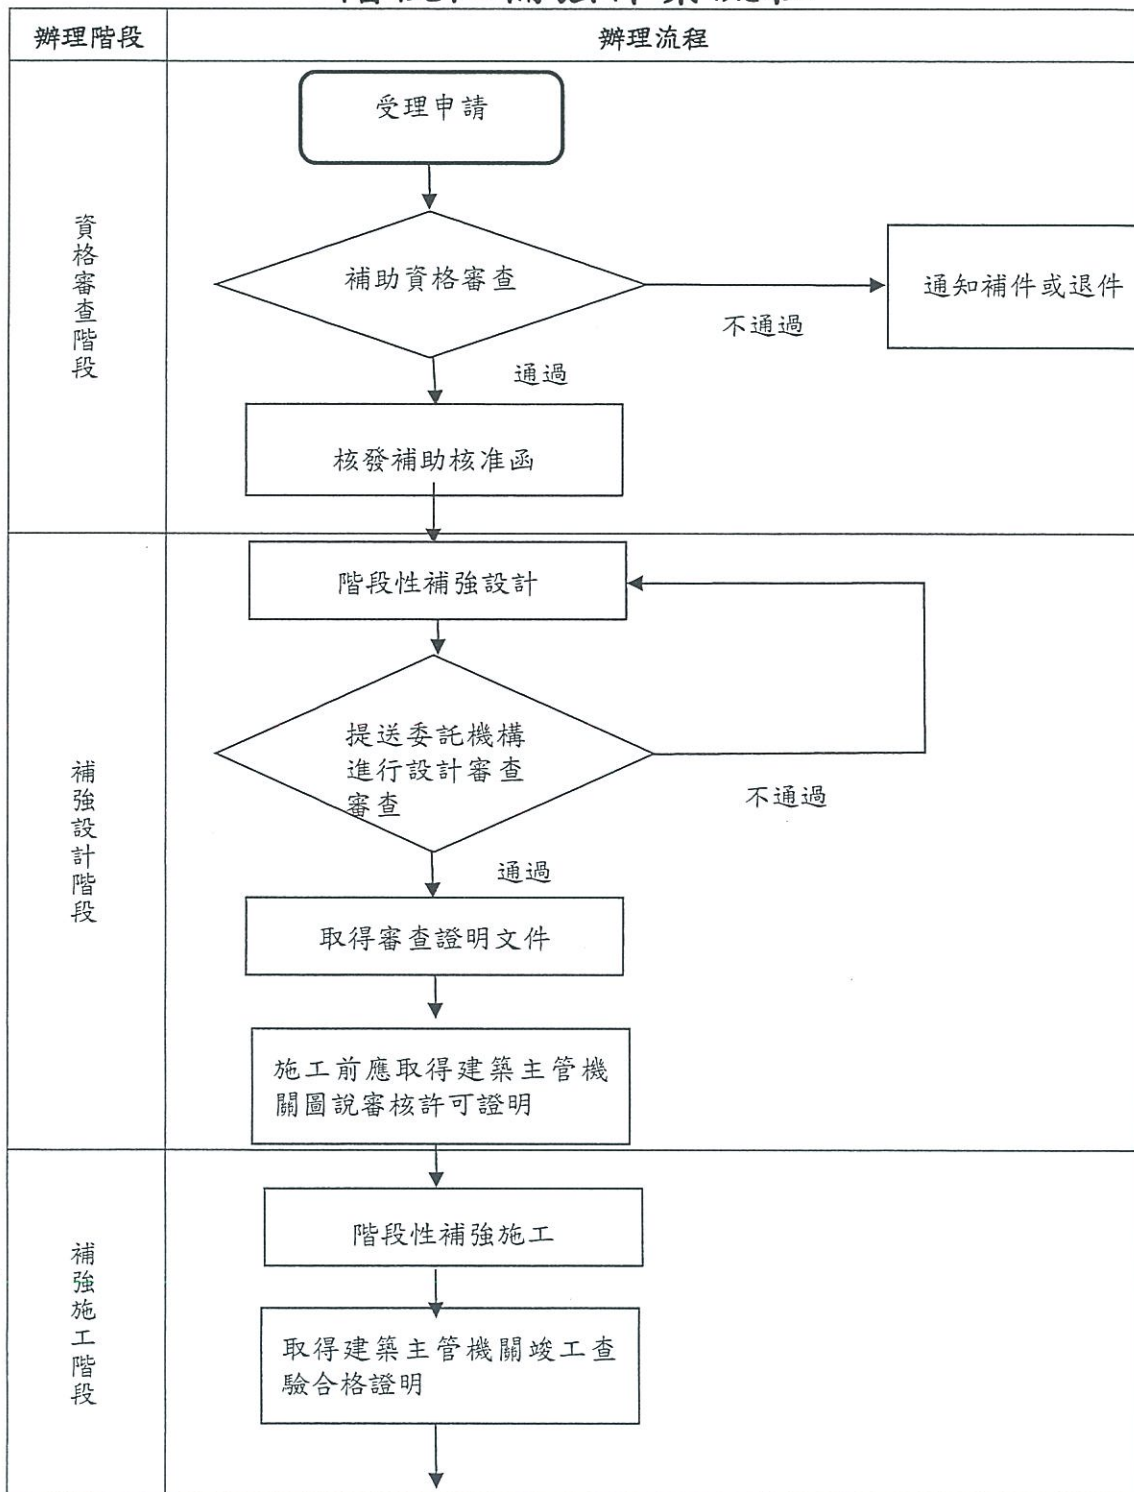 辦理階段
辦理流程
資格審查階段
受理申請
補助資格審查
不通過
通知補件或退件
通過
核發補助核准函
補強設計階段
階段性補強設計
提送委託機構
進行設計審查
審查
不通過
通過
取得審查證明文件
施工前應取得建築主管機
關圖說審核許可證明
補強施工階段
階段性補強施工
取得建築主管機關竣工查
驗合格證明